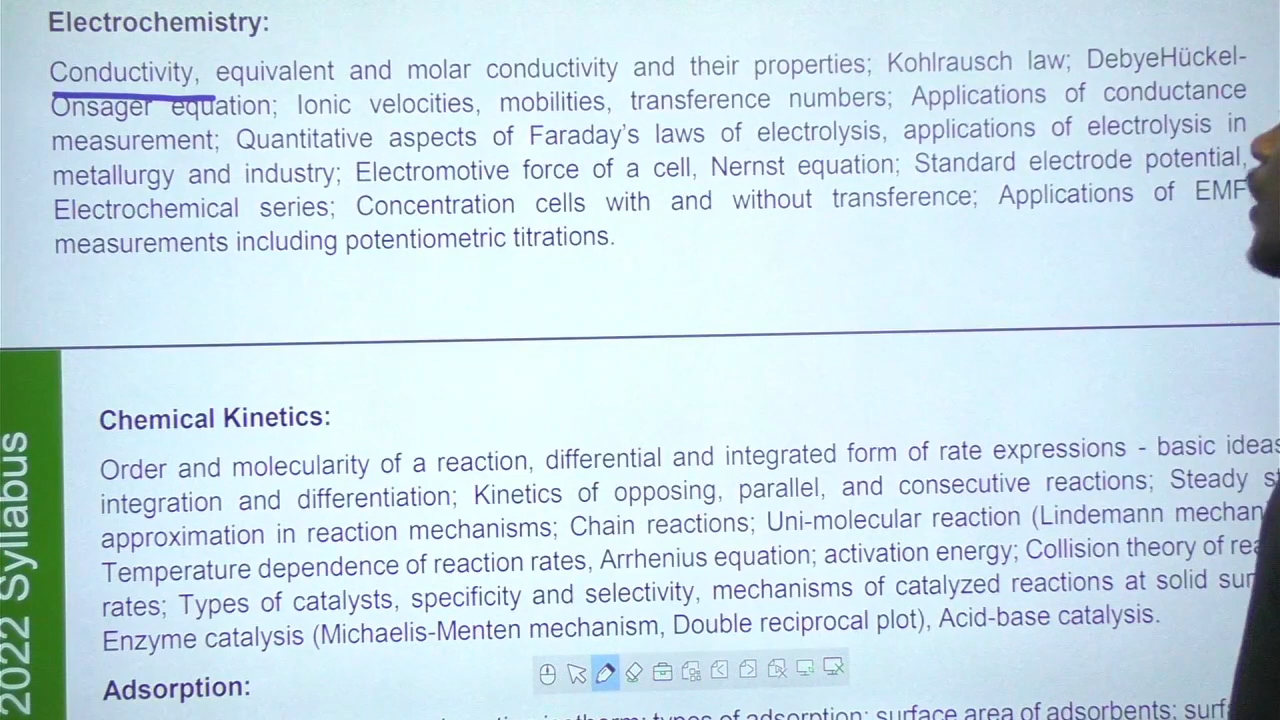 Electrochemistry:
Conductivity, equivalent and molar conductivity and their properties; Kohlrausch law; DebyeHückel-
Onsager equation; Ionic velocities, mobilities, transference numbers; Applications of conductance
measurement; Quantitative aspects of Faraday's laws of electrolysis, applications of electrolysis in
metallurgy and industry; Electromotive force of a cell, Nernst equation; Standard electrode potential,
Electrochemical series; Concentration cells with and without transference; Applications of EMF
measurements including potentiometric titrations.
2022 Syllabus
Chemical Kinetics:
Order and molecularity of a reaction, differential and integrated form of rate expressions - basic ideas
integration and differentiation; Kinetics of opposing, parallel, and consecutive reactions; Steady
approximation in reaction mechanisms; Chain reactions; Uni-molecular reaction (Lindemann
Temperature dependence of reaction rates, Arrhenius equation; activation energy; Collision theory of
rates; Types of catalysts, specificity and selectivity, mechanisms of catalyzed reactions at solid
Enzyme catalysis (Michaelis-Menten mechanism, Double reciprocal plot), Acid-base catalysis.
Adsorption:
types of adsorption; surface area of adsorbents;